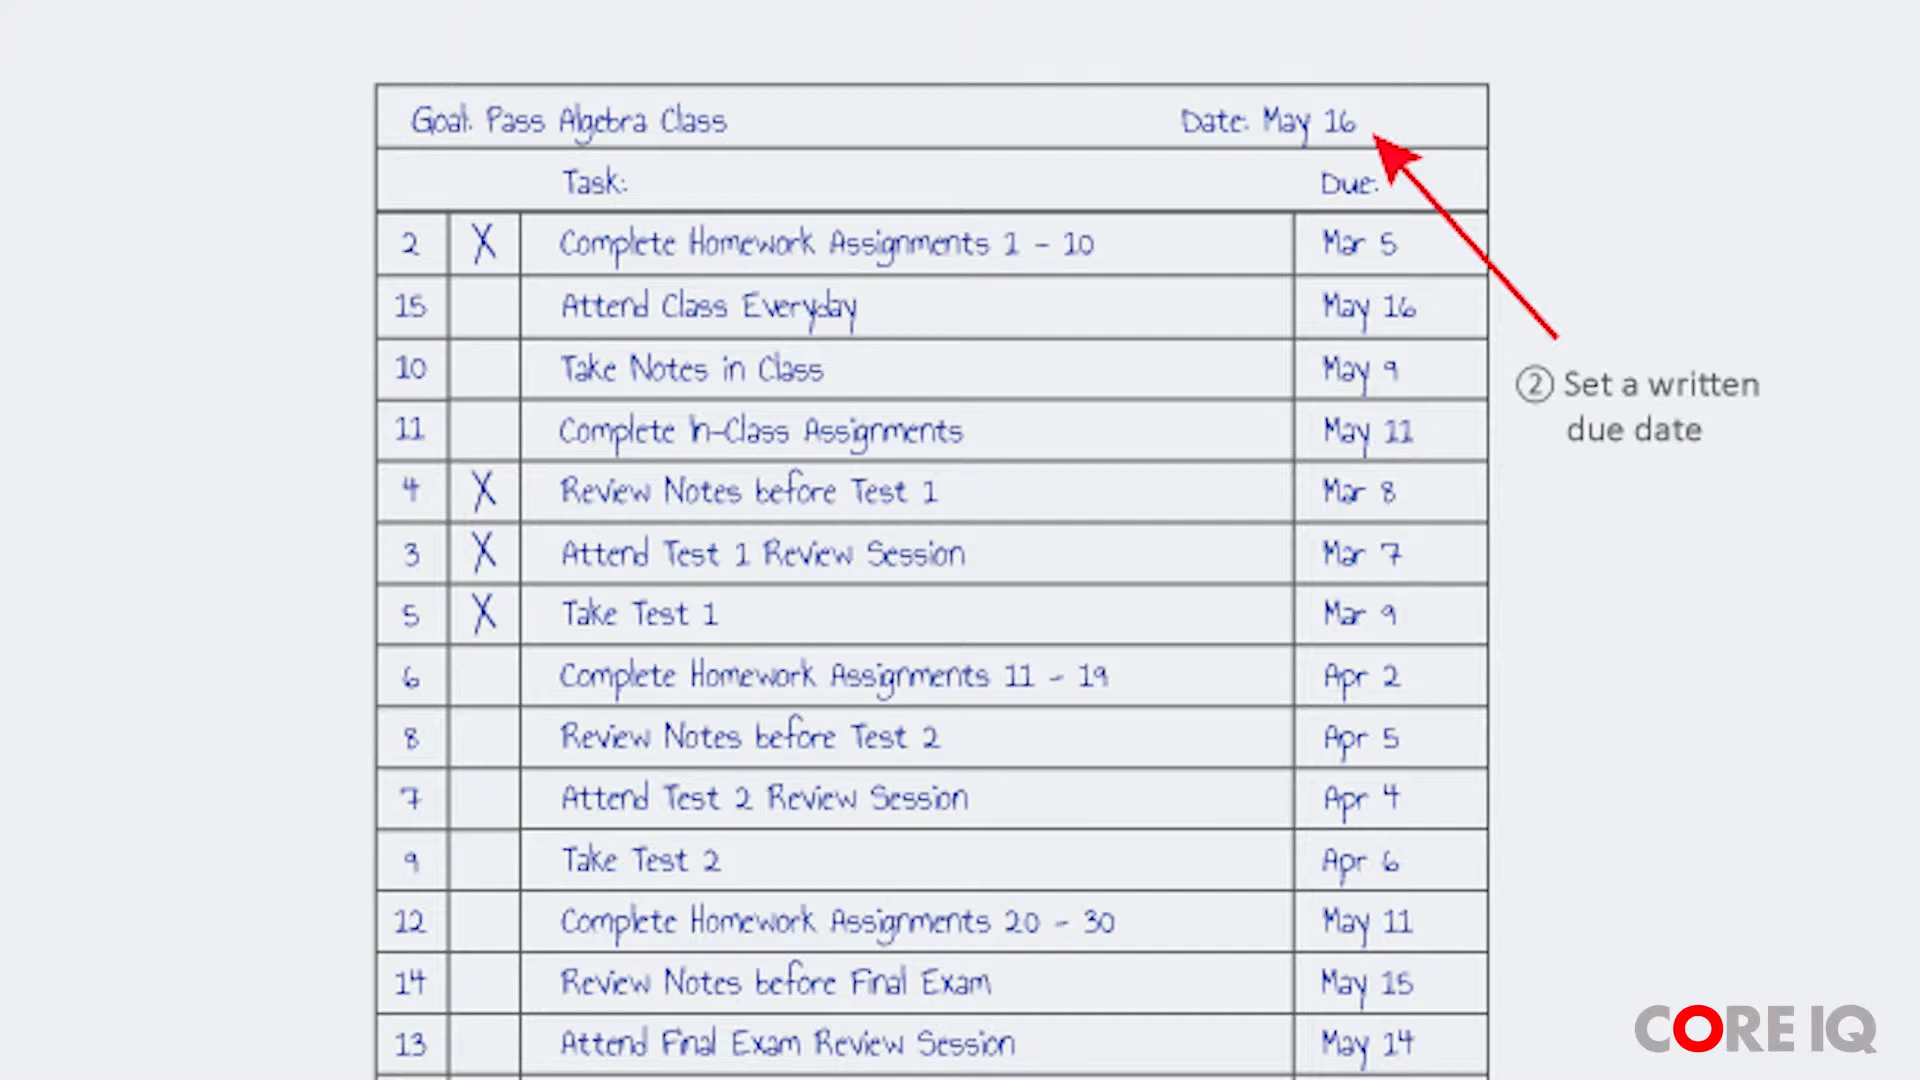 Goal: Pass Algebra Class Date: May 16
Task: Due:
2 X Complete Homework Assignments 1 - 10 Mar 5
15 Attend Class Everyday May 16
10 Take Notes in Class May 9
② Set a written
due date
11 Complete In-Class Assignments May 11
4 X Review Notes before Test 1 Mar 8
3 X Attend Test 1 Review Session Mar 7
5 X Take Test 1 Mar 9
6 Complete Homework Assignments 11 - 19 Apr 2
8 Review Notes before Test 2 Apr 5
7 Attend Test 2 Review Session Apr 4
9 Take Test 2 Apr 6
12 Complete Homework Assignments 20 - 30 May 11
14 Review Notes before Final Exam May 15
13 Attend Final Exam Review Session May 14
CORE IQ